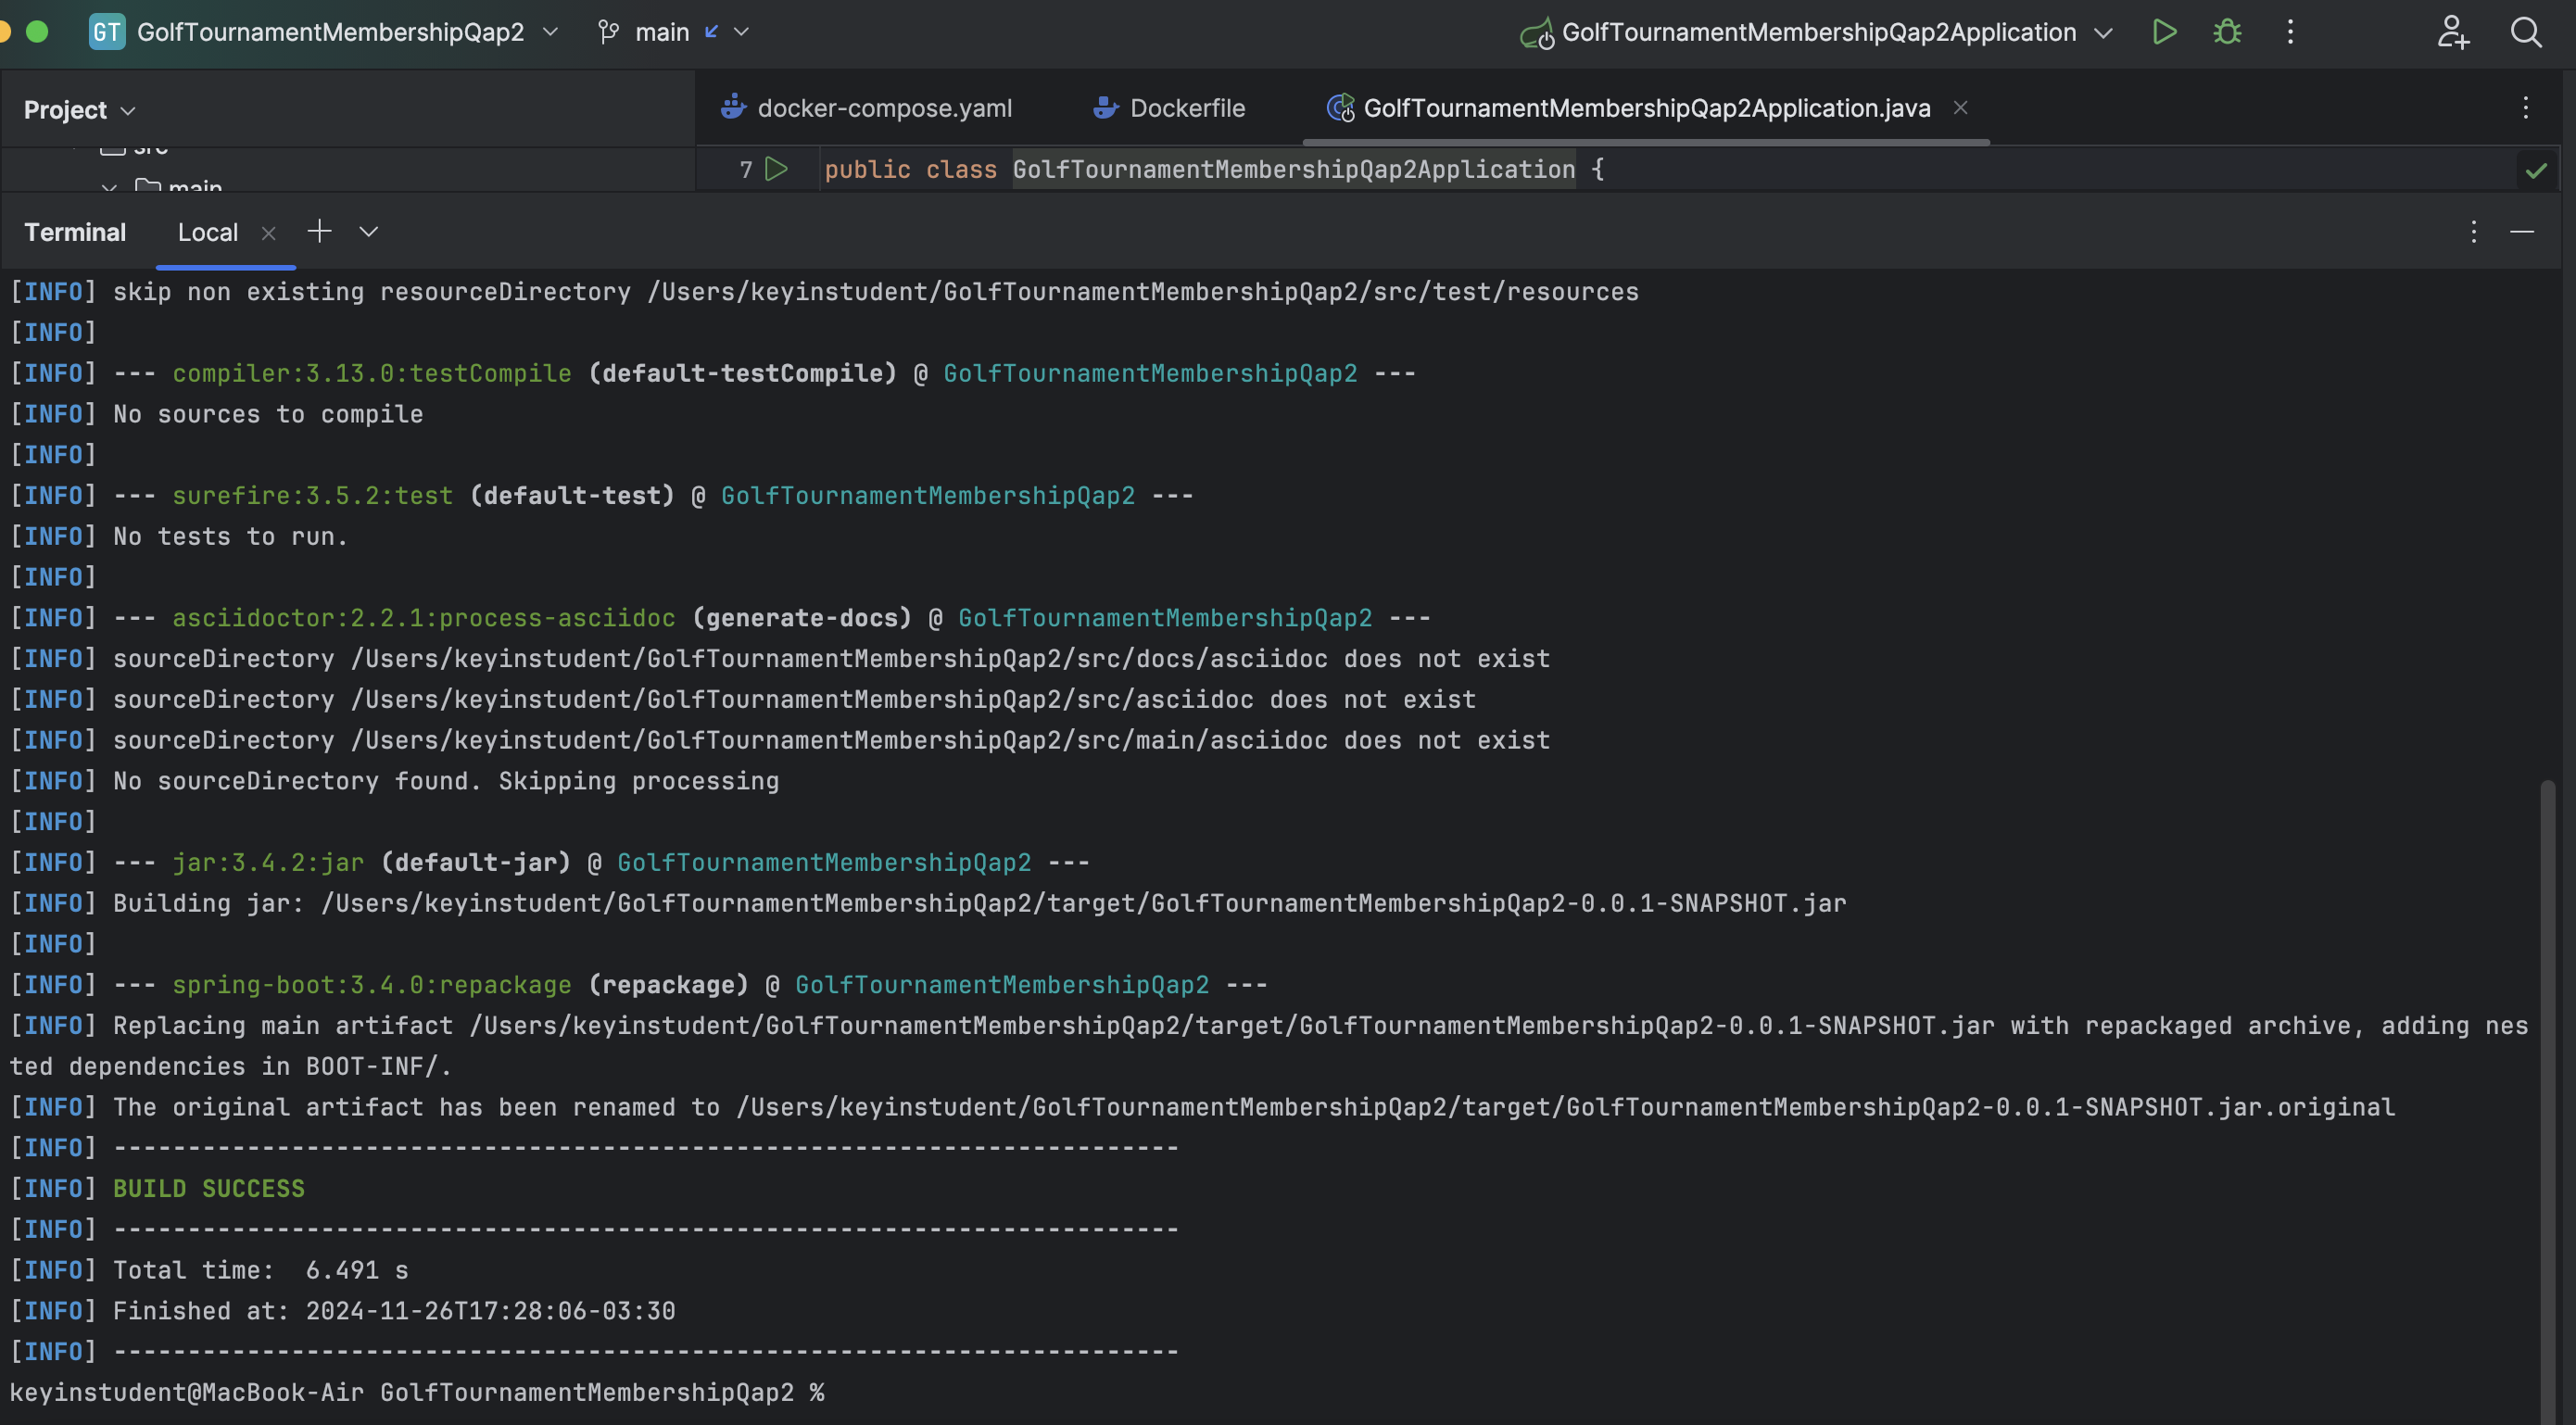 GT GolfTournamentMembershipQap2 main GolfTournamentMembershipQap2Application
Project docker-compose.yaml Dockerfile GolfTournamentMembershipQap2Application.java
src
main
7 public class GolfTournamentMembershipQap2Application {
Terminal Local
[INFO] skip non existing resourceDirectory /Users/keyinstudent/GolfTournamentMembershipQap2/src/test/resources
[INFO]
[INFO] --- compiler:3.13.0:testCompile (default-testCompile) @ GolfTournamentMembershipQap2 ---
[INFO] No sources to compile
[INFO]
[INFO] --- surefire:3.5.2:test (default-test) @ GolfTournamentMembershipQap2 ---
[INFO] No tests to run.
[INFO]
[INFO] --- asciidoctor:2.2.1:process-asciidoc (generate-docs) @ GolfTournamentMembershipQap2 ---
[INFO] sourceDirectory /Users/keyinstudent/GolfTournamentMembershipQap2/src/docs/asciidoc does not exist
[INFO] sourceDirectory /Users/keyinstudent/GolfTournamentMembershipQap2/src/asciidoc does not exist
[INFO] sourceDirectory /Users/keyinstudent/GolfTournamentMembershipQap2/src/main/asciidoc does not exist
[INFO] No sourceDirectory found. Skipping processing
[INFO]
[INFO] --- jar:3.4.2:jar (default-jar) @ GolfTournamentMembershipQap2 ---
[INFO] Building jar: /Users/keyinstudent/GolfTournamentMembershipQap2/target/GolfTournamentMembershipQap2-0.0.1-SNAPSHOT.jar
[INFO]
[INFO] --- spring-boot:3.4.0:repackage (repackage) @ GolfTournamentMembershipQap2 ---
[INFO] Replacing main artifact /Users/keyinstudent/GolfTournamentMembershipQap2/target/GolfTournamentMembershipQap2-0.0.1-SNAPSHOT.jar with repackaged archive, adding nes
ted dependencies in BOOT-INF/.
[INFO] The original artifact has been renamed to /Users/keyinstudent/GolfTournamentMembershipQap2/target/GolfTournamentMembershipQap2-0.0.1-SNAPSHOT.jar.original
[INFO] ------------------------------------------------------------------------
[INFO] BUILD SUCCESS
[INFO] ------------------------------------------------------------------------
[INFO] Total time:  6.491 s
[INFO] Finished at: 2024-11-26T17:28:06-03:30
[INFO] ------------------------------------------------------------------------
keyinstudent@MacBook-Air GolfTournamentMembershipQap2 %